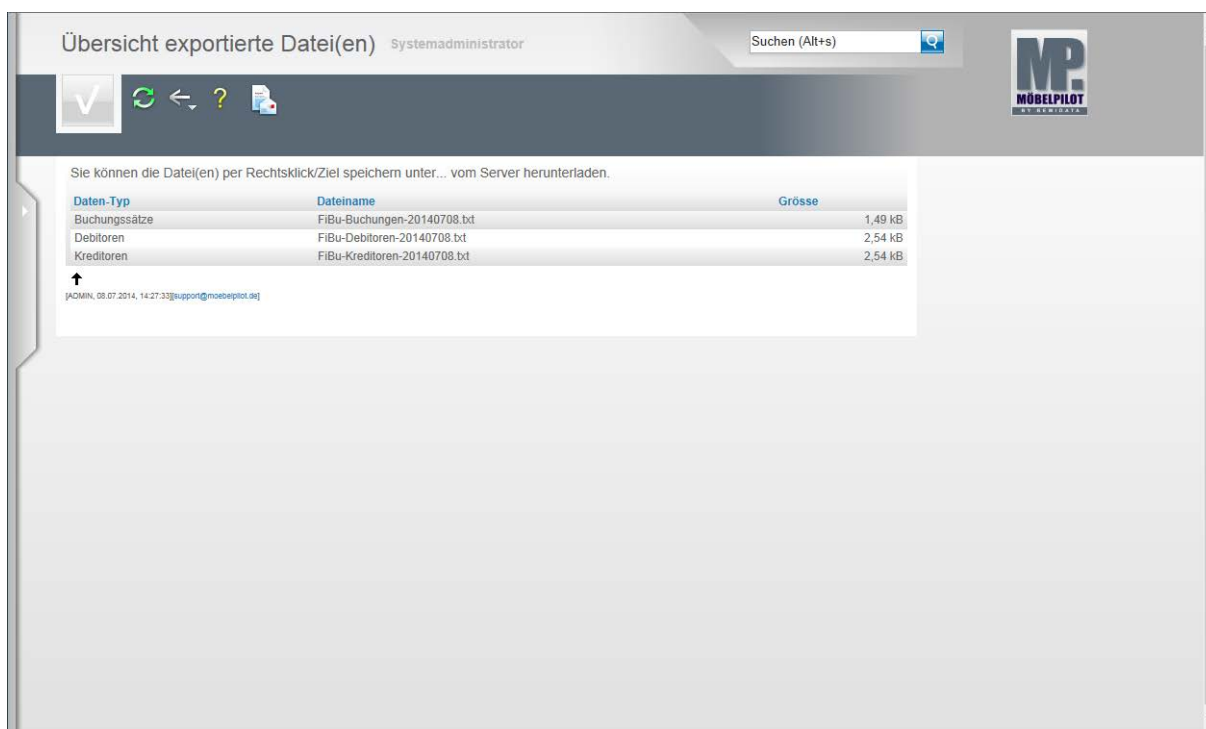 Übersicht exportierte Datei(en) Systemadministrator
Suchen (Alt+s)
MP.
MÖBELPILOT
BY BEMIDATA
Sie können die Datei(en) per Rechtsklick/Ziel speichern unter... vom Server herunterladen.
Daten-Typ Dateiname Grösse
Buchungssätze FiBu-Buchungen-20140708.txt 1,49 kB
Debitoren FiBu-Debitoren-20140708.txt 2,54 kB
Kreditoren FiBu-Kreditoren-20140708.txt 2,54 kB
[ADMIN, 08.07.2014, 14:27:33][support@moebelpilot.de]